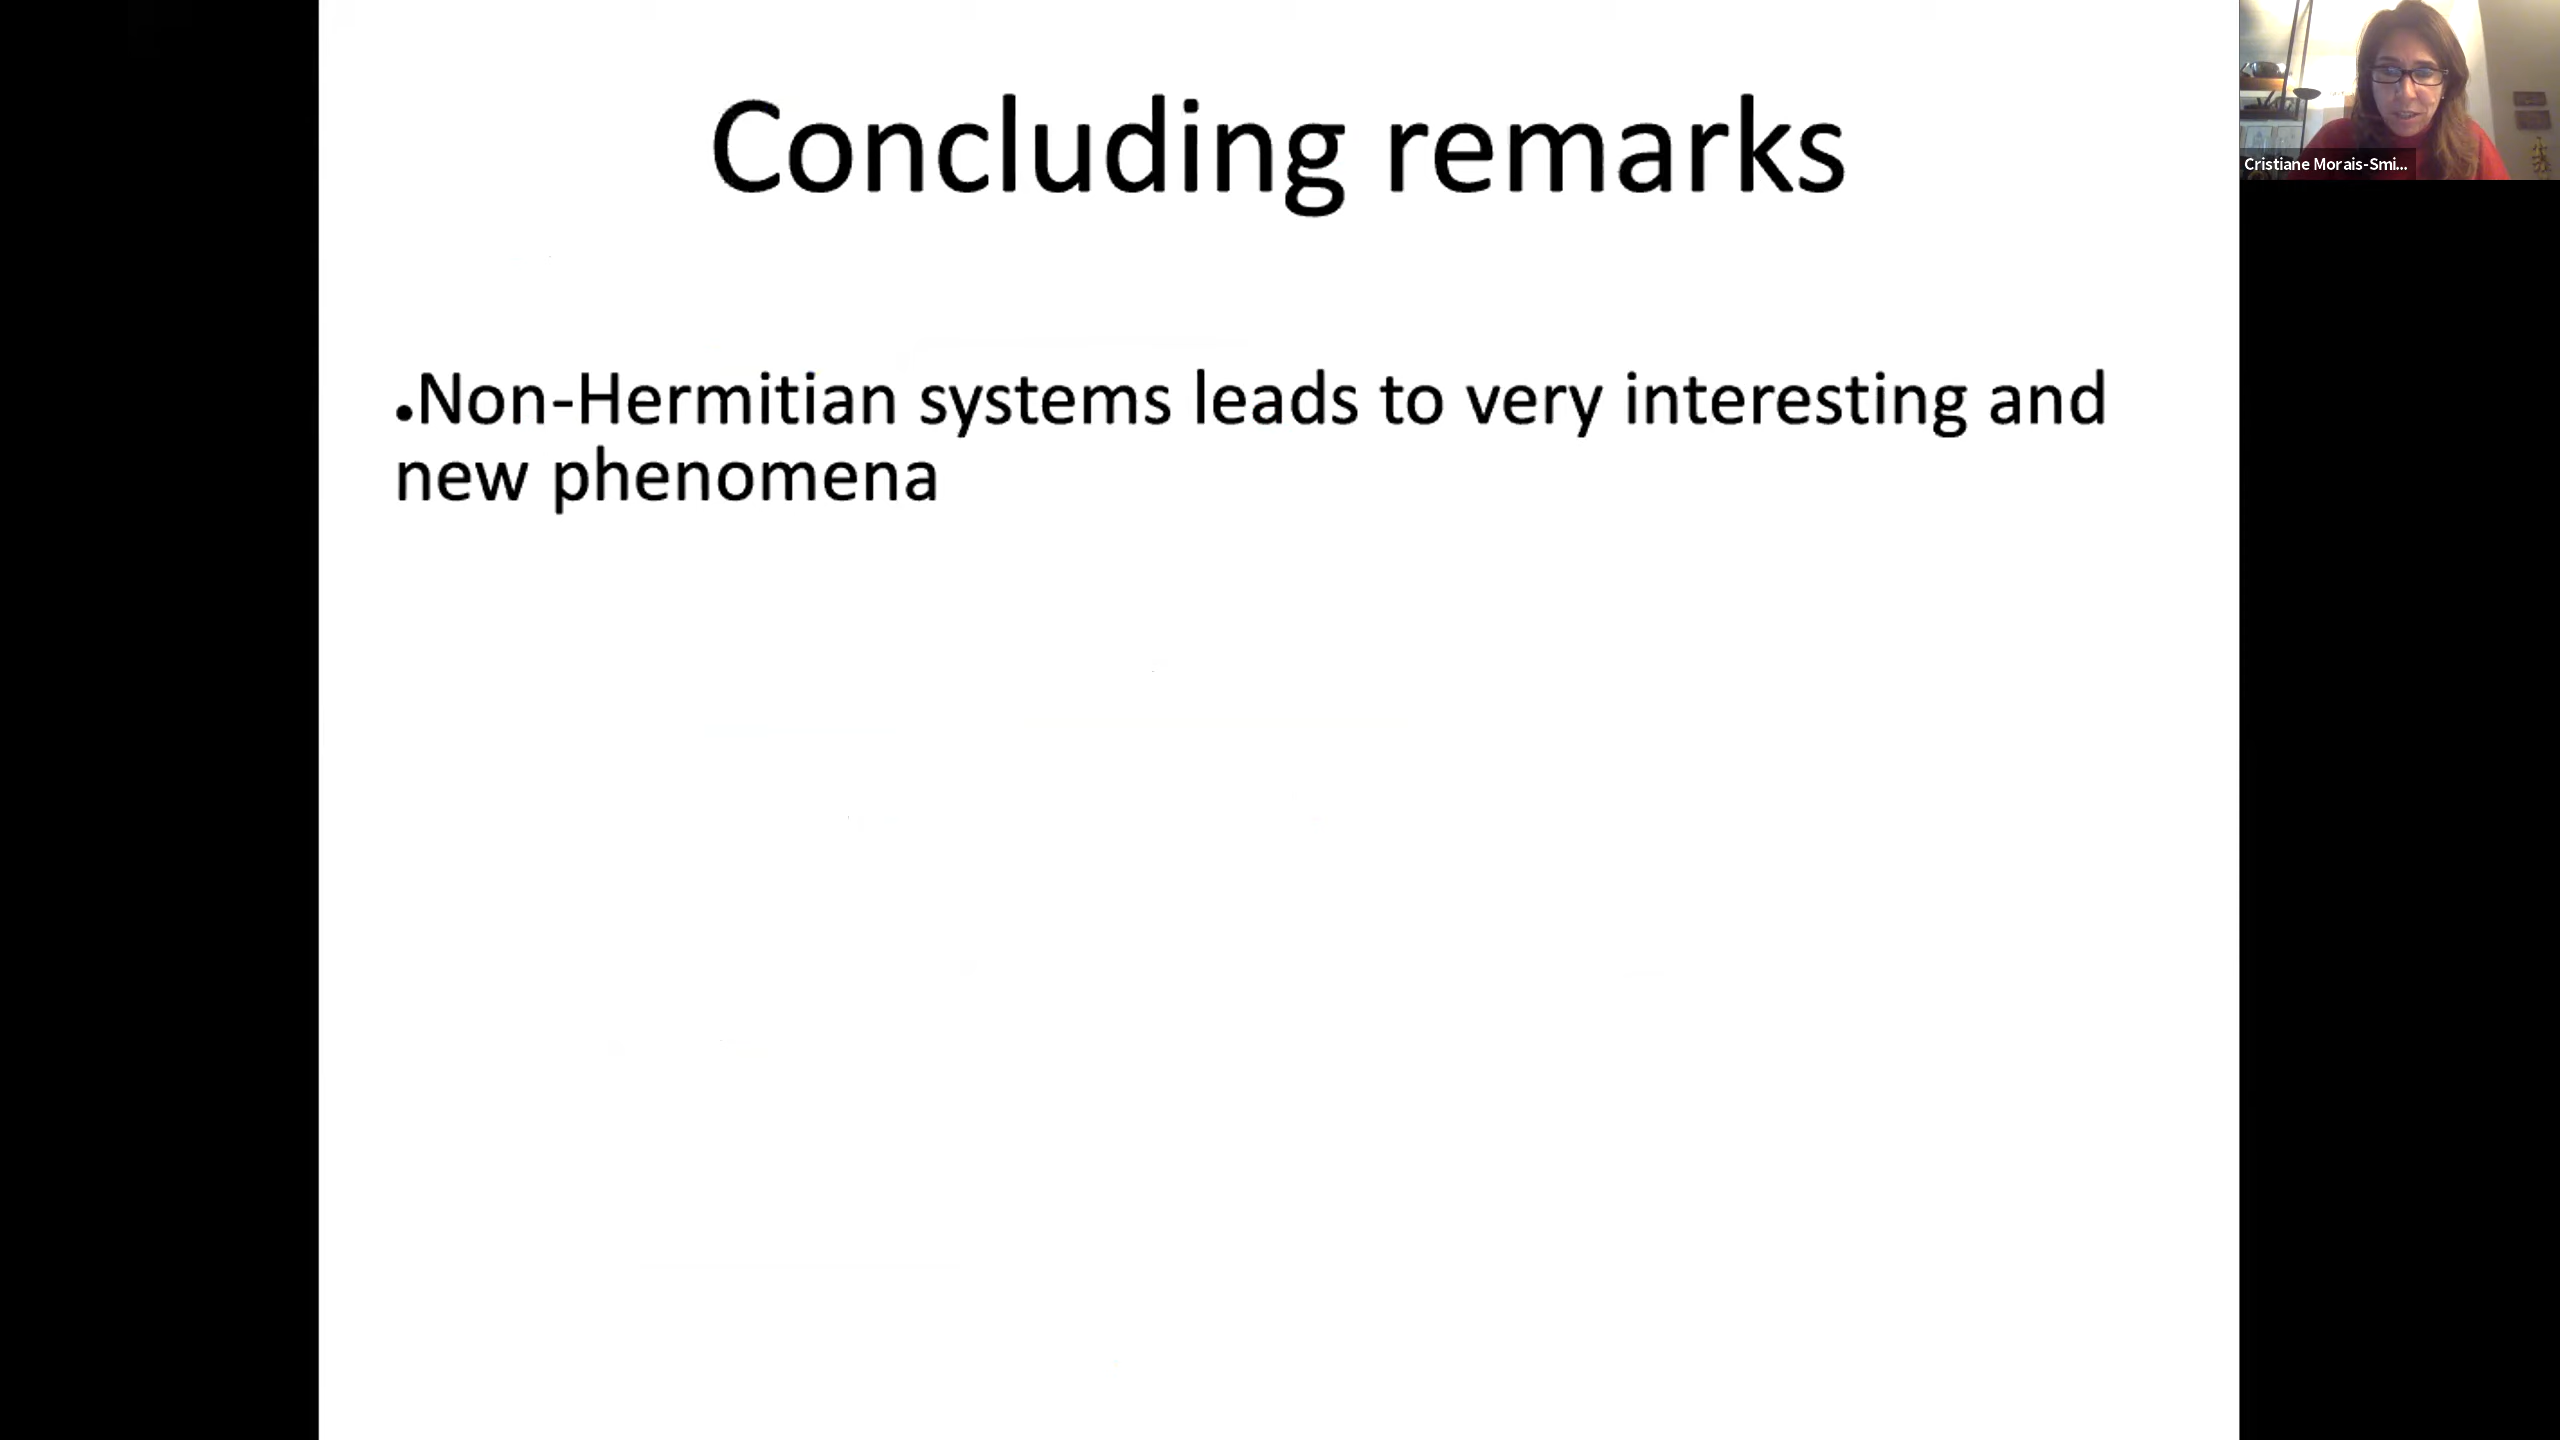 Concluding remarks
Cristiane Morais-Smi...
•Non-Hermitian systems leads to very interesting and
new phenomena